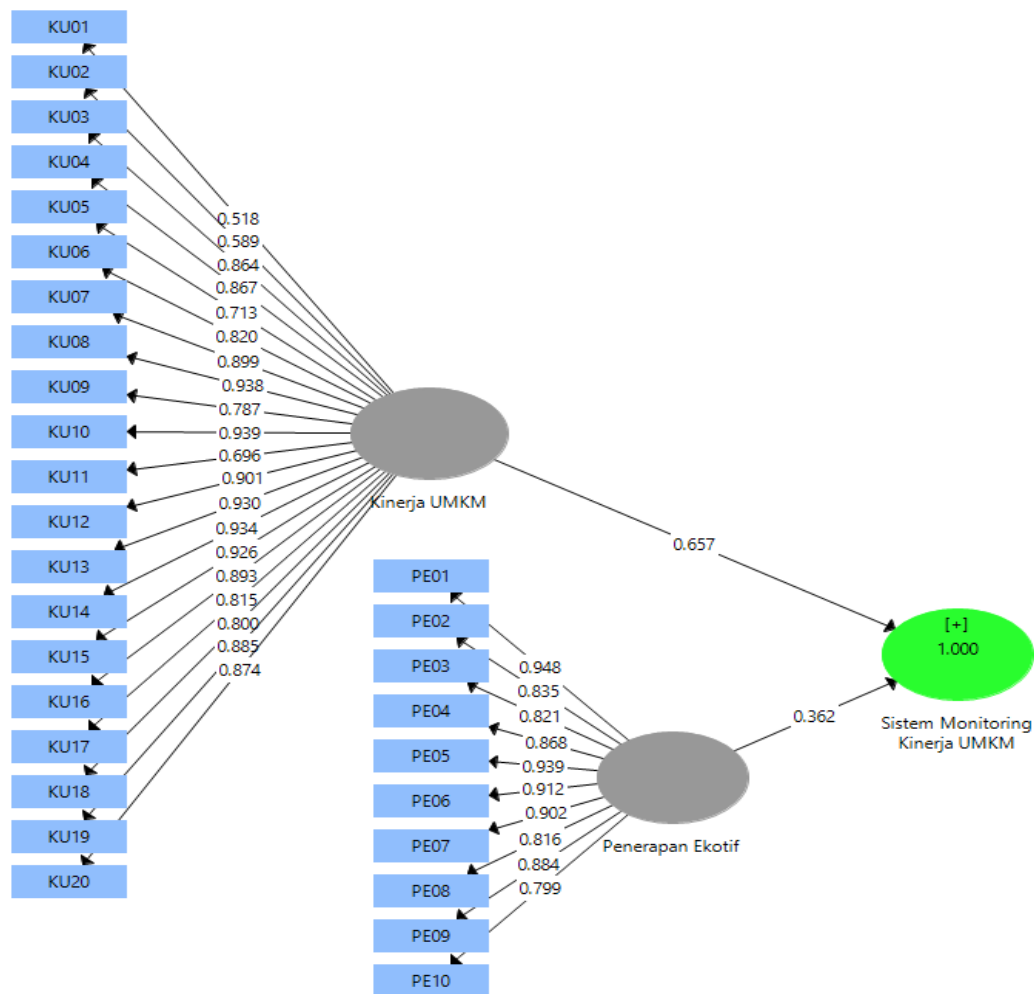 KU01
KU02
KU03
KU04
KU05
KU06
KU07
KU08
KU09
KU10
KU11
KU12
KU13
KU14
KU15
KU16
KU17
KU18
KU19
KU20
0.518
0.589
0.864
0.867
0.713
0.820
0.899
0.938
0.787
0.939
0.696
0.901
0.930
0.934
0.926
0.893
0.815
0.800
0.885
0.874
Kinerja UMKM
0.657
PE01
PE02
PE03
PE04
PE05
PE06
PE07
PE08
PE09
PE10
0.948
0.835
0.821
0.868
0.939
0.912
0.902
0.816
0.884
0.799
Penerapan Ekotif
0.362
[+]
1.000
Sistem Monitoring
Kinerja UMKM